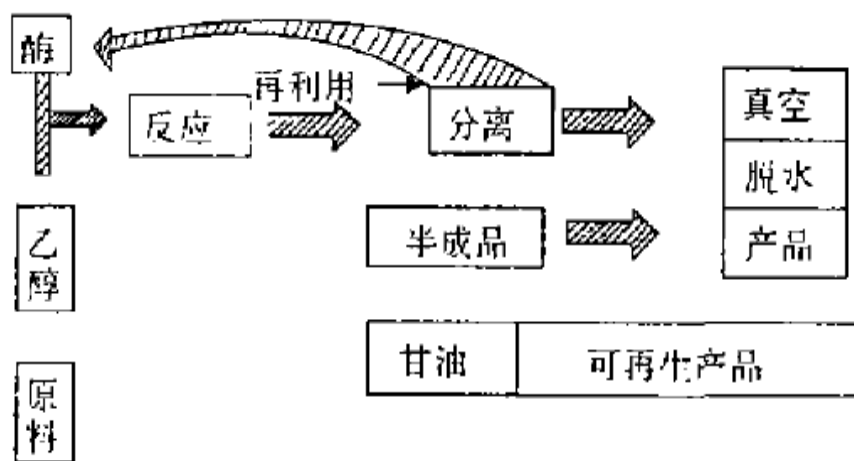 酶
再利用
反应
分离
真空
脱水
产品
乙醇
半成品
甘油
可再生产品
原料